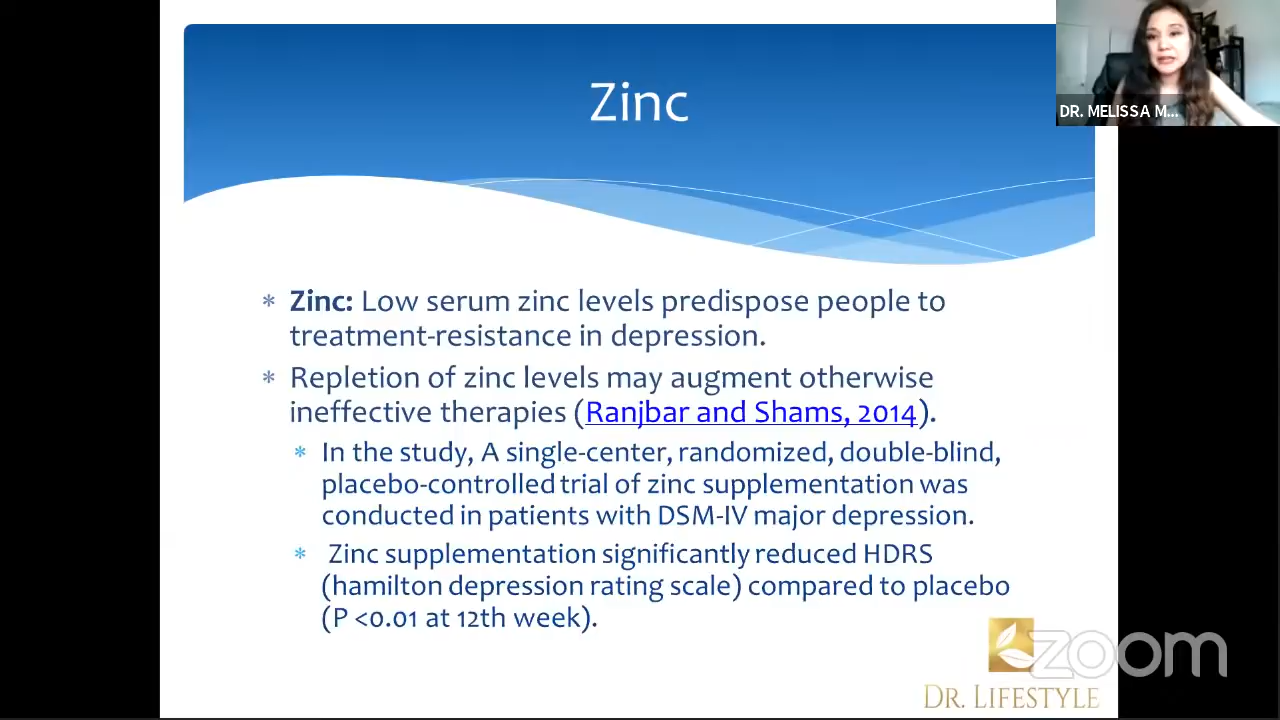 Zinc
DR. MELISSA M...
* Zinc: Low serum zinc levels predispose people to
treatment-resistance in depression.
* Repletion of zinc levels may augment otherwise
ineffective therapies (Ranjbar and Shams, 2014).
* In the study, A single-center, randomized, double-blind,
placebo-controlled trial of zinc supplementation was
conducted in patients with DSM-IV major depression.
* Zinc supplementation significantly reduced HDRS
(hamilton depression rating scale) compared to placebo
(P <0.01 at 12th week).
zoom
DR. LIFESTYLE